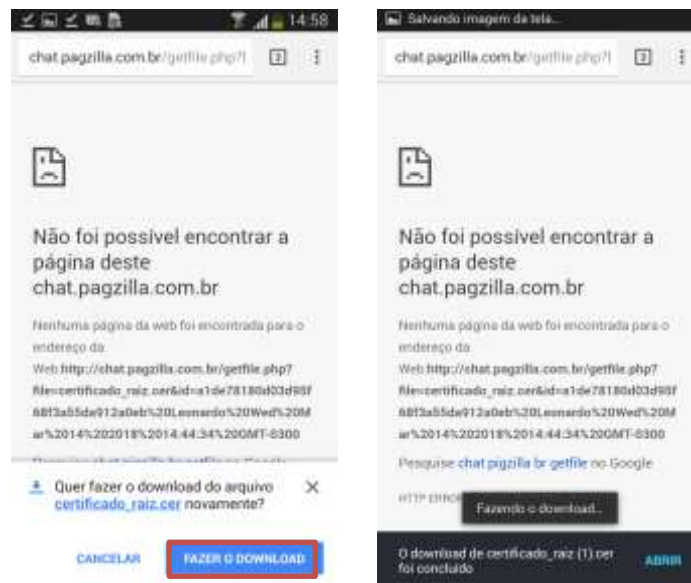 14:58
chat.pagzilla.com.br/getfile.php?l
2
Não foi possível encontrar a
página deste
chat.pagzilla.com.br
Nenhuma página da web foi encontrada para o
endereço da
Web http://chat.pagzilla.com.br/getfile.php?
file=certificado_raiz.cer&id=a1de78180d03d95f
68f3a55de912a0eb%20Leonardo%20Wed%20M
ar%2014%202018%2014:44:34%20GMT-0300
Quer fazer o download do arquivo
certificado_raiz.cer novamente?
CANCELAR
FAZER O DOWNLOAD
Salvando imagem da tela...
chat.pagzilla.com.br/getfile.php?l
2
Não foi possível encontrar a
página deste
chat.pagzilla.com.br
Nenhuma página da web foi encontrada para o
endereço da
Web http://chat.pagzilla.com.br/getfile.php?
file=certificado_raiz.cer&id=a1de78180d03d95f
68f3a55de912a0eb%20Leonardo%20Wed%20M
ar%2014%202018%2014:44:34%20GMT-0300
Pesquise chat pigzilla br getfile no Google
HTTP
Fazendo o download...
O download de certificado_raiz (1).cer
foi concluído
ABRIR